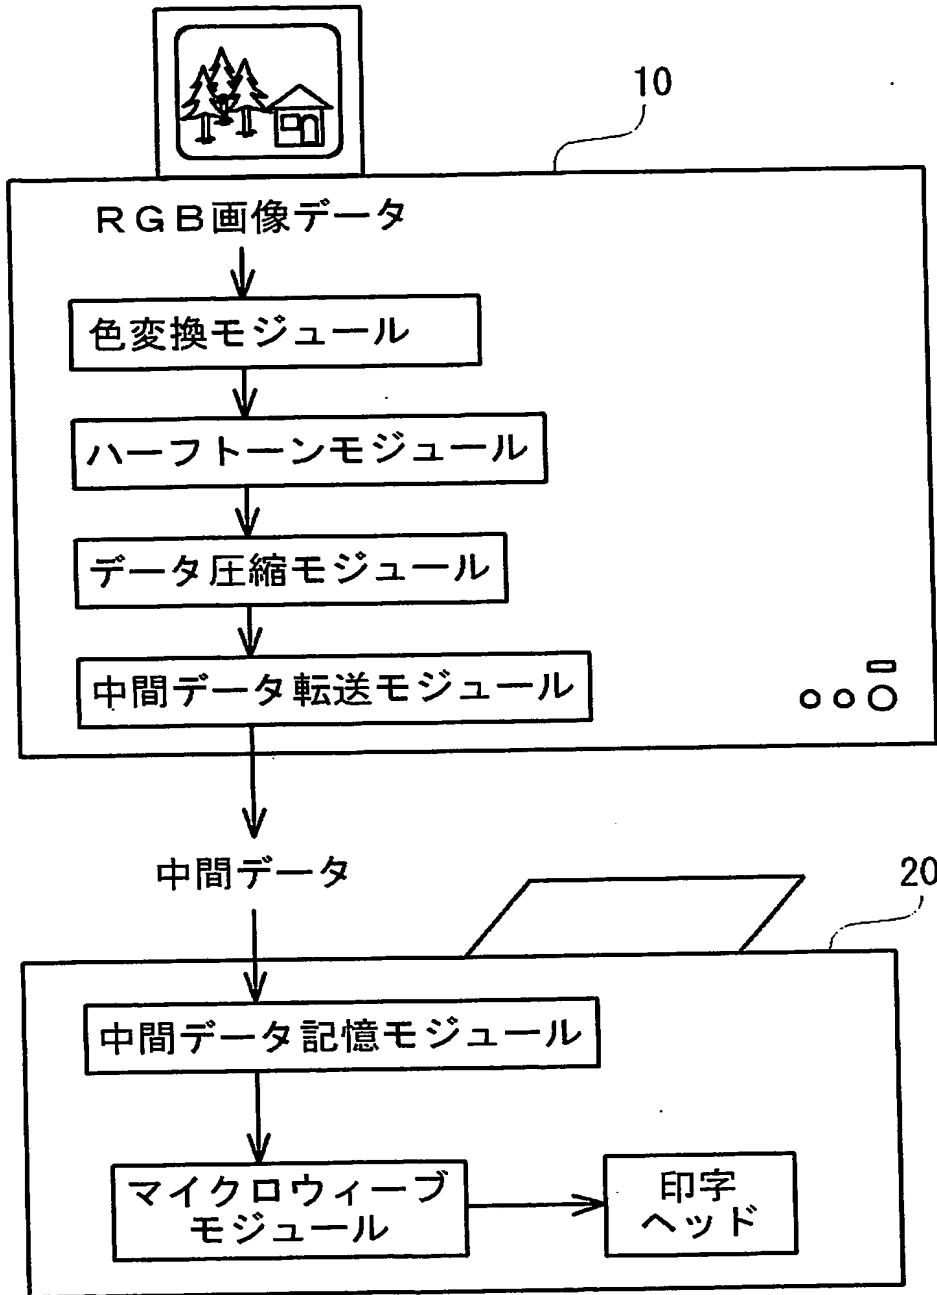 10
RGB画像データ
色変換モジュール
ハーフトーンモジュール
データ圧縮モジュール
中間データ転送モジュール
中間データ
20
中間データ記憶モジュール
マイクロウィーブ
モジュール
印字
ヘッド